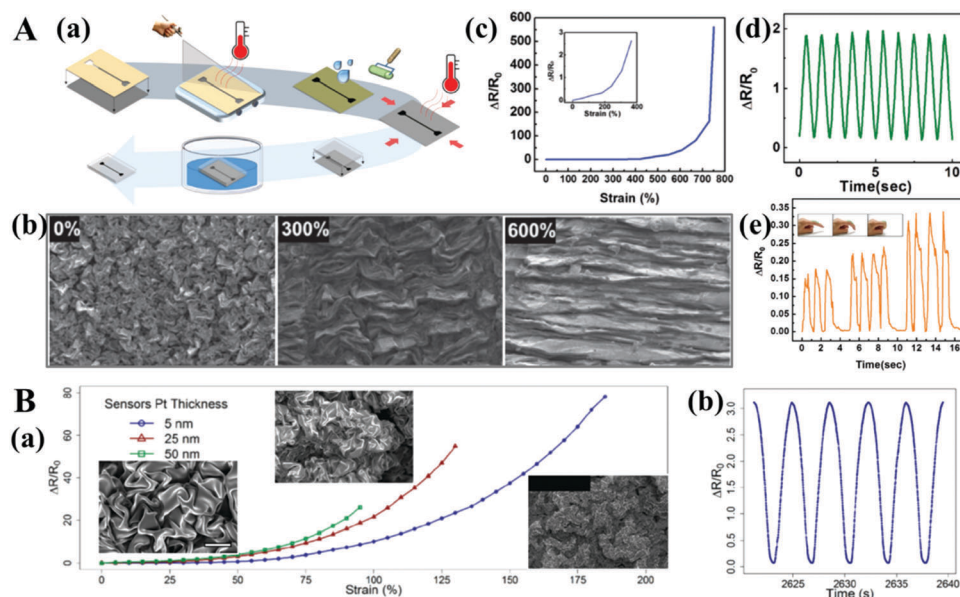 A
(a)
(c)
ΔR/R₀
600
500
400
300
200
100
0
0 100 200 300 400 500 600 700 800
Strain (%)
ΔR/R₀
3
2
1
0
0 200 400
Strain (%)
(d)
ΔR/R₀
2
1
0
0 5 10
Time(sec)
(b)
0%
300%
600%
(e)
ΔR/R₀
0.35
0.30
0.25
0.20
0.15
0.10
0.05
0.00
0 2 4 6 8 10 12 14 16
Time(sec)
B
(a)
ΔR/R₀
80
60
40
20
0
Sensors Pt Thickness
5 nm
25 nm
50 nm
0 25 50 75 100 125 150 175 200
Strain (%)
(b)
ΔR/R₀
3.0
2.5
2.0
1.5
1.0
0.5
0.0
2625 2630 2635 2640
Time (s)